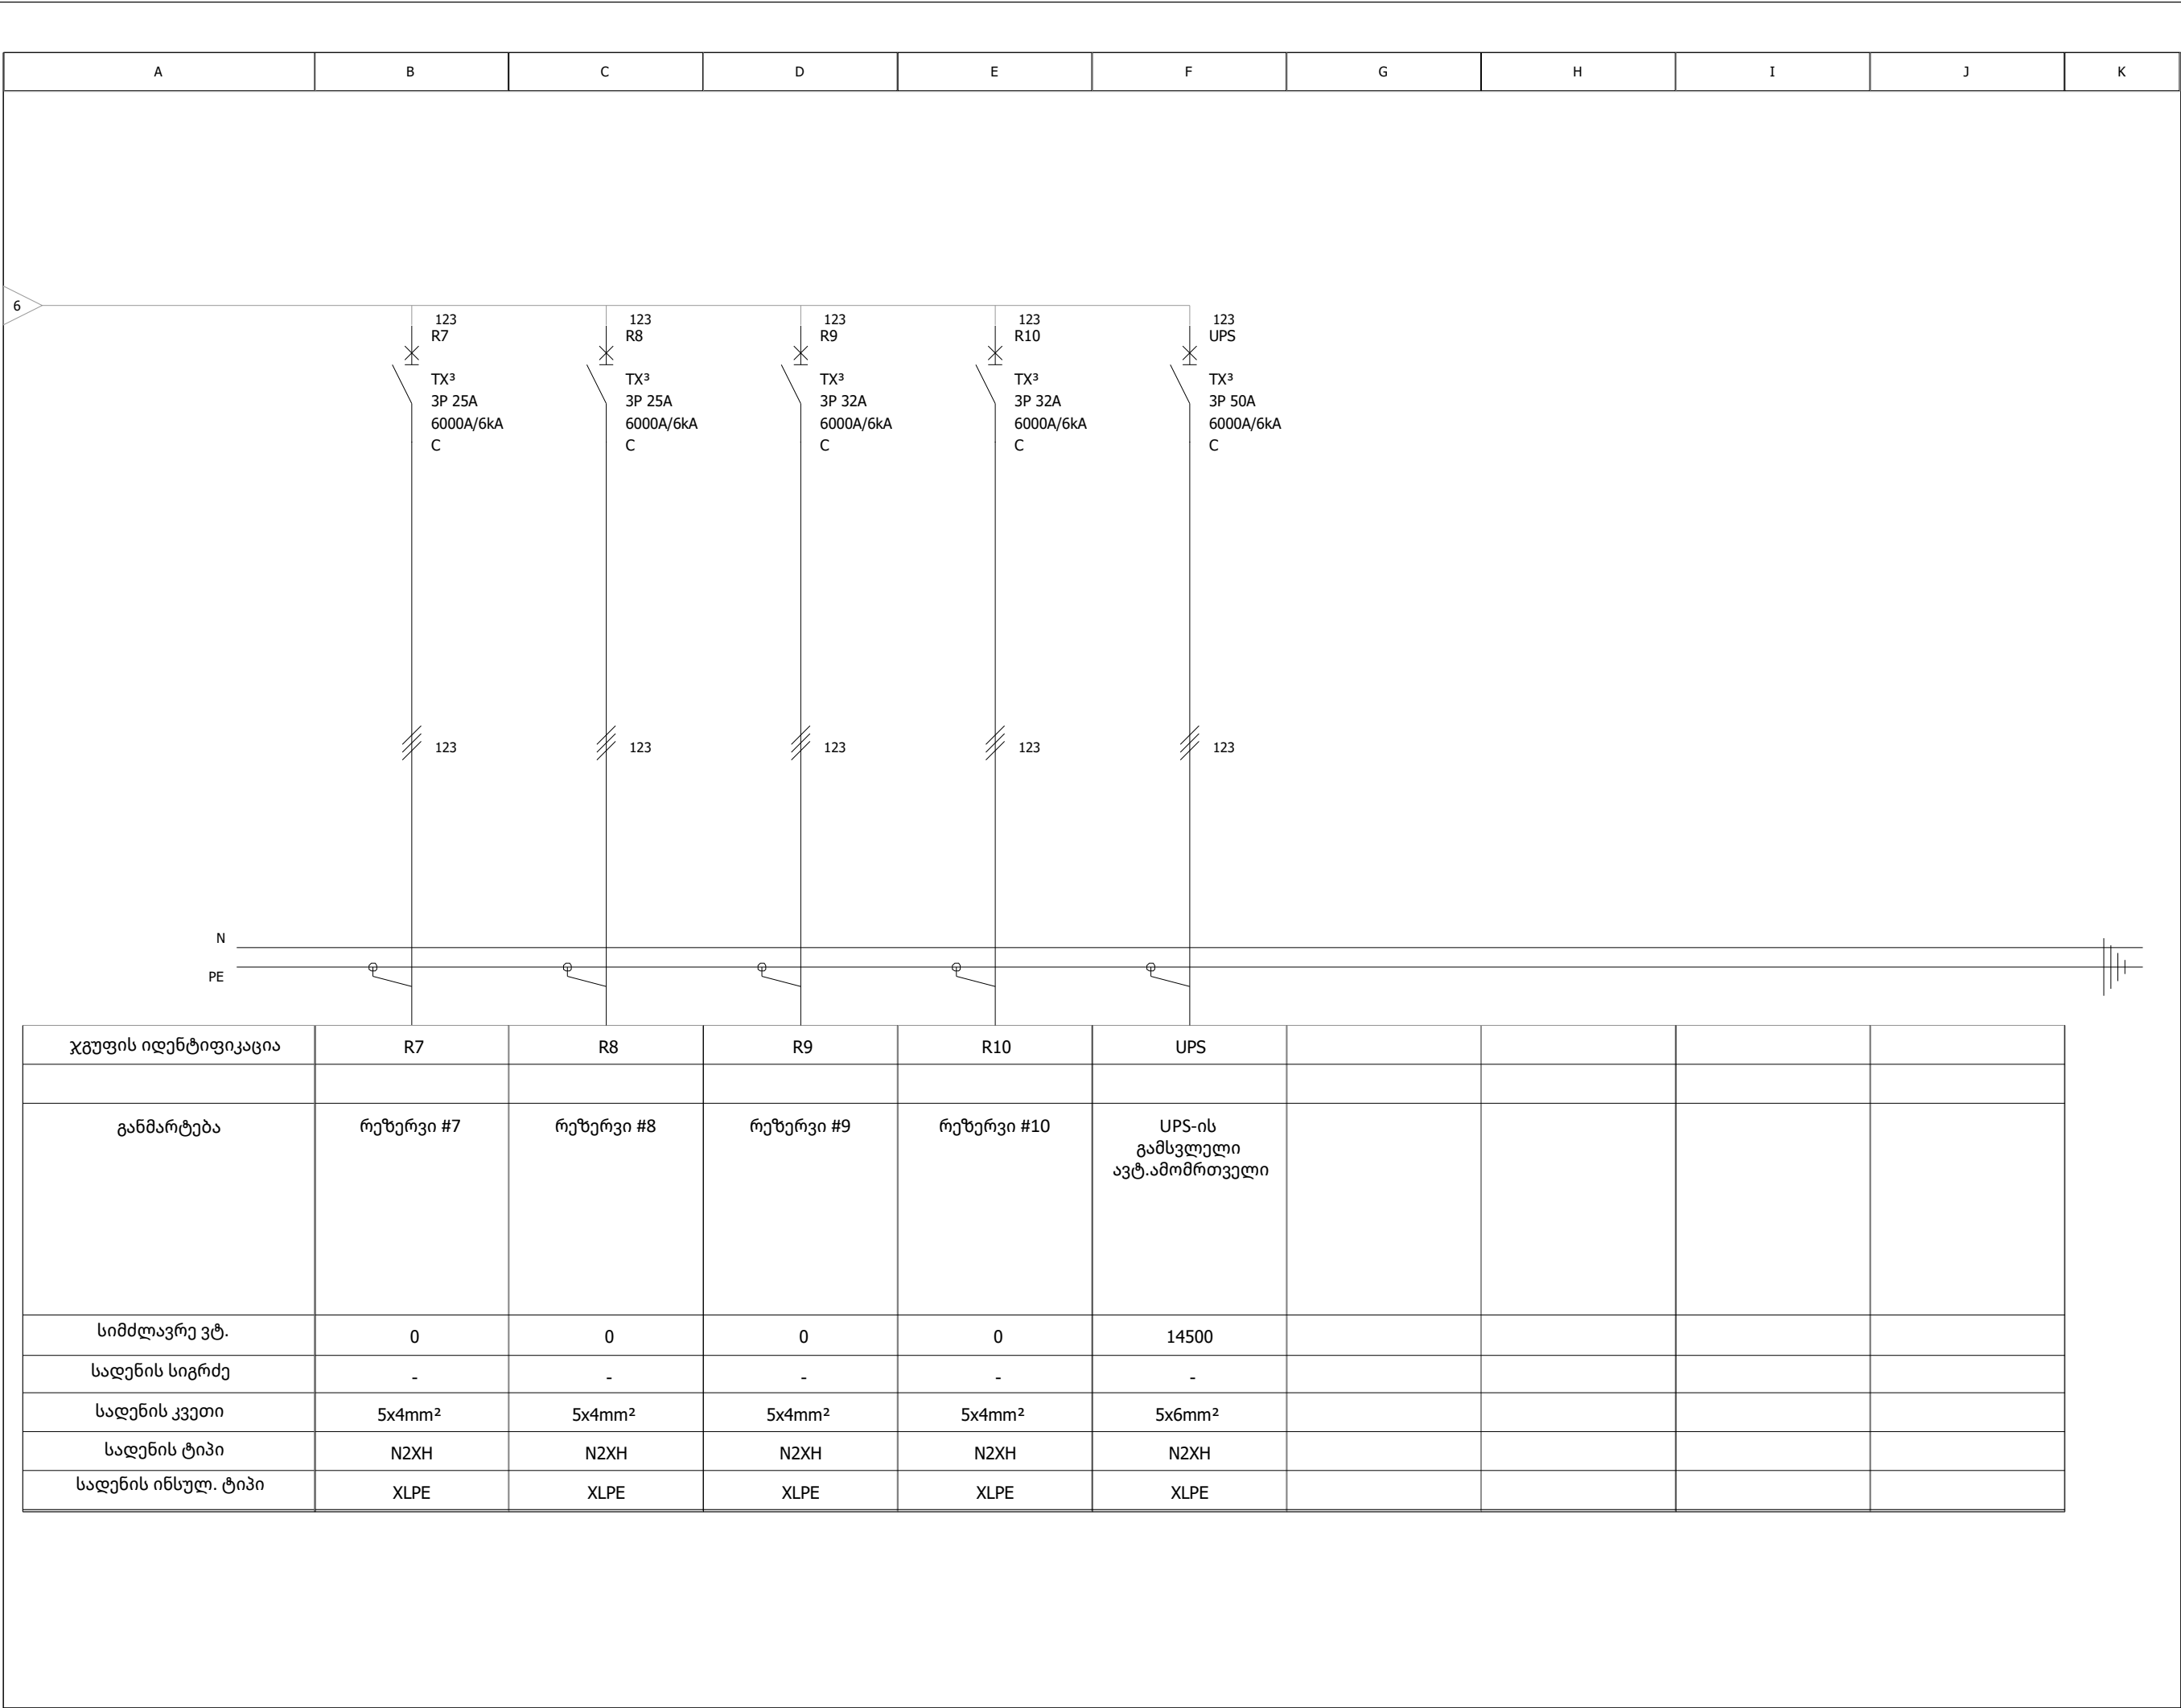 A B C D E F G H I J K
6
123 123 123 123 123
R7 R8 R9 R10 UPS
TX³ TX³ TX³ TX³ TX³
3P 25A 3P 25A 3P 32A 3P 32A 3P 50A
6000A/6kA 6000A/6kA 6000A/6kA 6000A/6kA 6000A/6kA
C C C C C
123 123 123 123 123
N
PE
ჯგუფის იდენტიფიკაცია R7 R8 R9 R10 UPS
განმარტება რეზერვი #7 რეზერვი #8 რეზერვი #9 რეზერვი #10 UPS-ის
გამსვლელი
ავტ.ამომრთველი
სიმძლავრე ვტ. 0 0 0 0 14500
სადენის სიგრძე - - - - -
სადენის კვეთი 5x4mm² 5x4mm² 5x4mm² 5x4mm² 5x6mm²
სადენის ტიპი N2XH N2XH N2XH N2XH N2XH
სადენის ინსულ. ტიპი XLPE XLPE XLPE XLPE XLPE